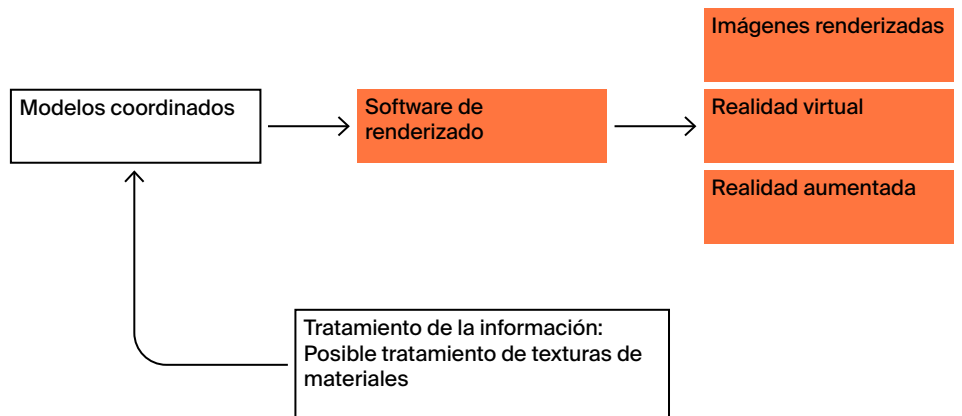 Imágenes renderizadas
Modelos coordinados
Software de
renderizado
Realidad virtual
Realidad aumentada
Tratamiento de la información:
Posible tratamiento de texturas de
materiales